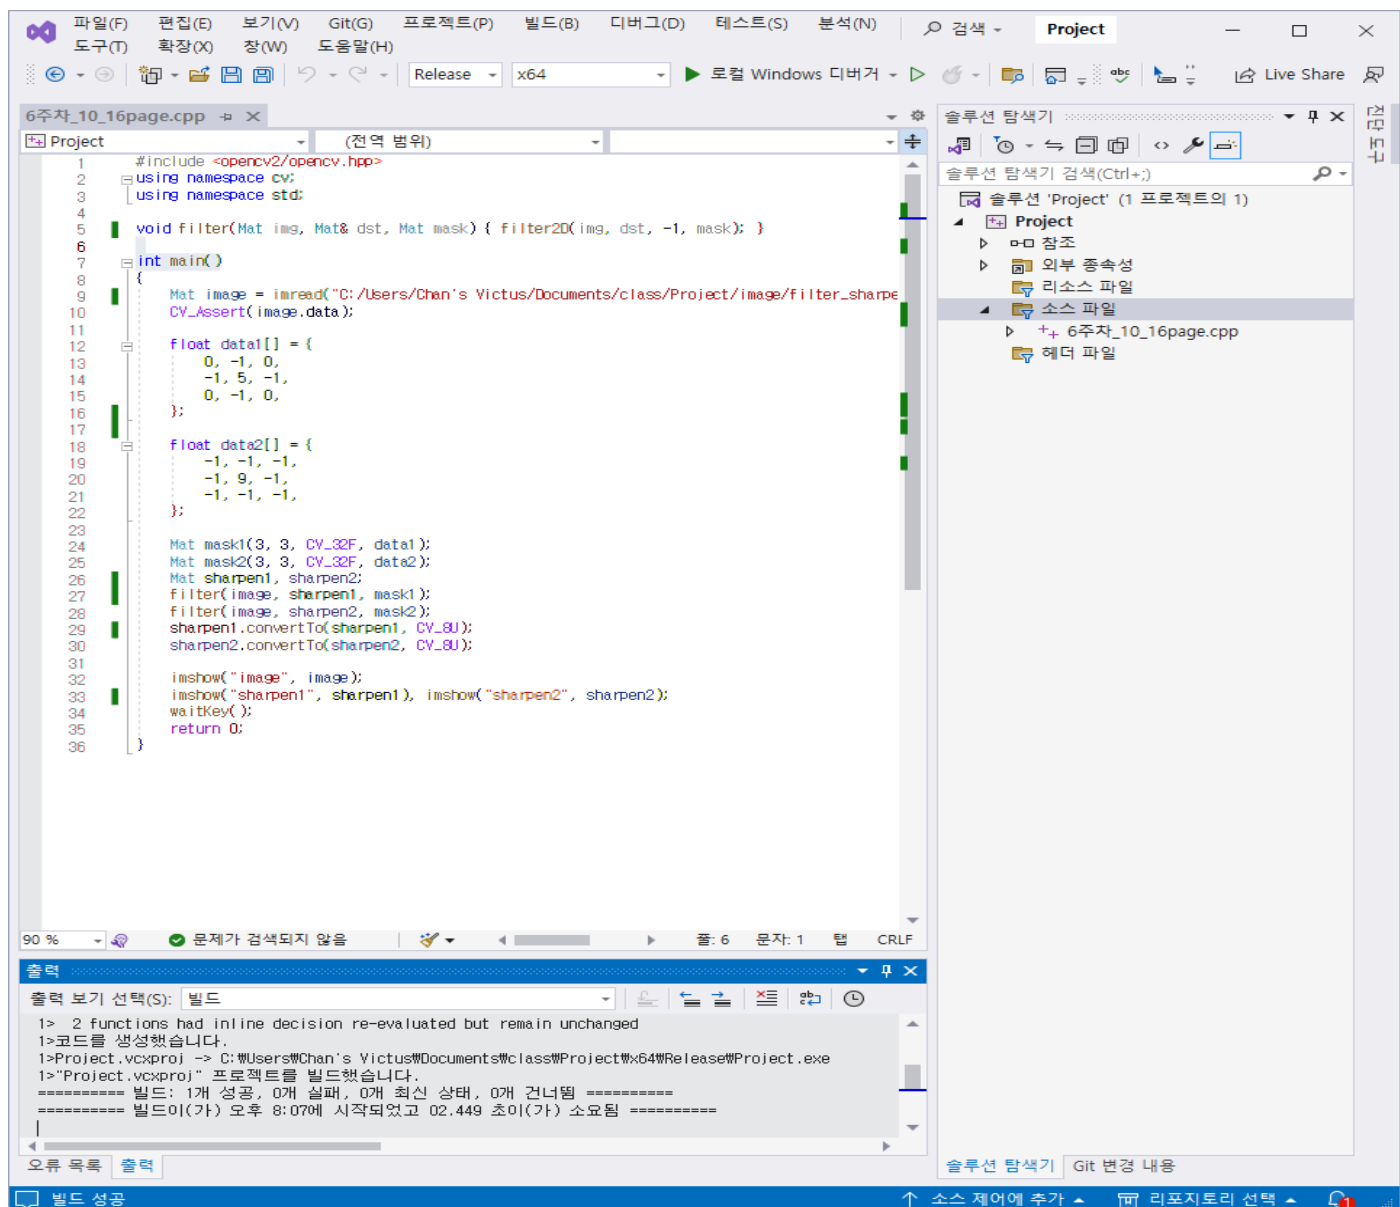 파일(F) 편집(E) 보기(V) Git(G) 프로젝트(P) 빌드(B) 디버그(D) 테스트(S) 분석(N) 검색 Project
도구(T) 확장(X) 창(W) 도움말(H)
Release x64 로컬 Windows 디버거 abc Live Share
6주차_10_16page.cpp
Project (전역 범위)
1 #include <opencv2/opencv.hpp>
2 using namespace cv;
3 using namespace std;
4
5 void filter(Mat img, Mat& dst, Mat mask) { filter2D(img, dst, -1, mask); }
6
7 int main()
8 {
9 Mat image = imread("C:/Users/Chan's Victus/Documents/class/Project/image/filter_sharpe
10 CV_Assert(image.data);
11
12 float data1[] = {
13 0, -1, 0,
14 -1, 5, -1,
15 0, -1, 0,
16 };
17
18 float data2[] = {
19 -1, -1, -1,
20 -1, 9, -1,
21 -1, -1, -1,
22 };
23
24 Mat mask1(3, 3, CV_32F, data1);
25 Mat mask2(3, 3, CV_32F, data2);
26 Mat sharpen1, sharpen2;
27 filter(image, sharpen1, mask1);
28 filter(image, sharpen2, mask2);
29 sharpen1.convertTo(sharpen1, CV_8U);
30 sharpen2.convertTo(sharpen2, CV_8U);
31
32 imshow("image", image);
33 imshow("sharpen1", sharpen1), imshow("sharpen2", sharpen2);
34 waitKey();
35 return 0;
36 }
90 % 문제가 검색되지 않음 줄: 6 문자: 1 탭 CRLF
출력
출력 보기 선택(S): 빌드
1> 2 functions had inline decision re-evaluated but remain unchanged
1>코드를 생성했습니다.
1>Project.vcxproj -> C:₩Users₩Chan's Victus₩Documents₩class₩Project₩x64₩Release₩Project.exe
1>"Project.vcxproj" 프로젝트를 빌드했습니다.
========== 빌드: 1개 성공, 0개 실패, 0개 최신 상태, 0개 건너뜀 ==========
========== 빌드이(가) 오후 8:07에 시작되었고 02.449 초이(가) 소요됨 ==========
오류 목록 출력
솔루션 탐색기
솔루션 탐색기 검색(Ctrl+;)
솔루션 'Project' (1 프로젝트의 1)
Project
참조
외부 종속성
리소스 파일
소스 파일
6주차_10_16page.cpp
헤더 파일
솔루션 탐색기 Git 변경 내용
진단 도구
빌드 성공 소스 제어에 추가 리포지토리 선택 1